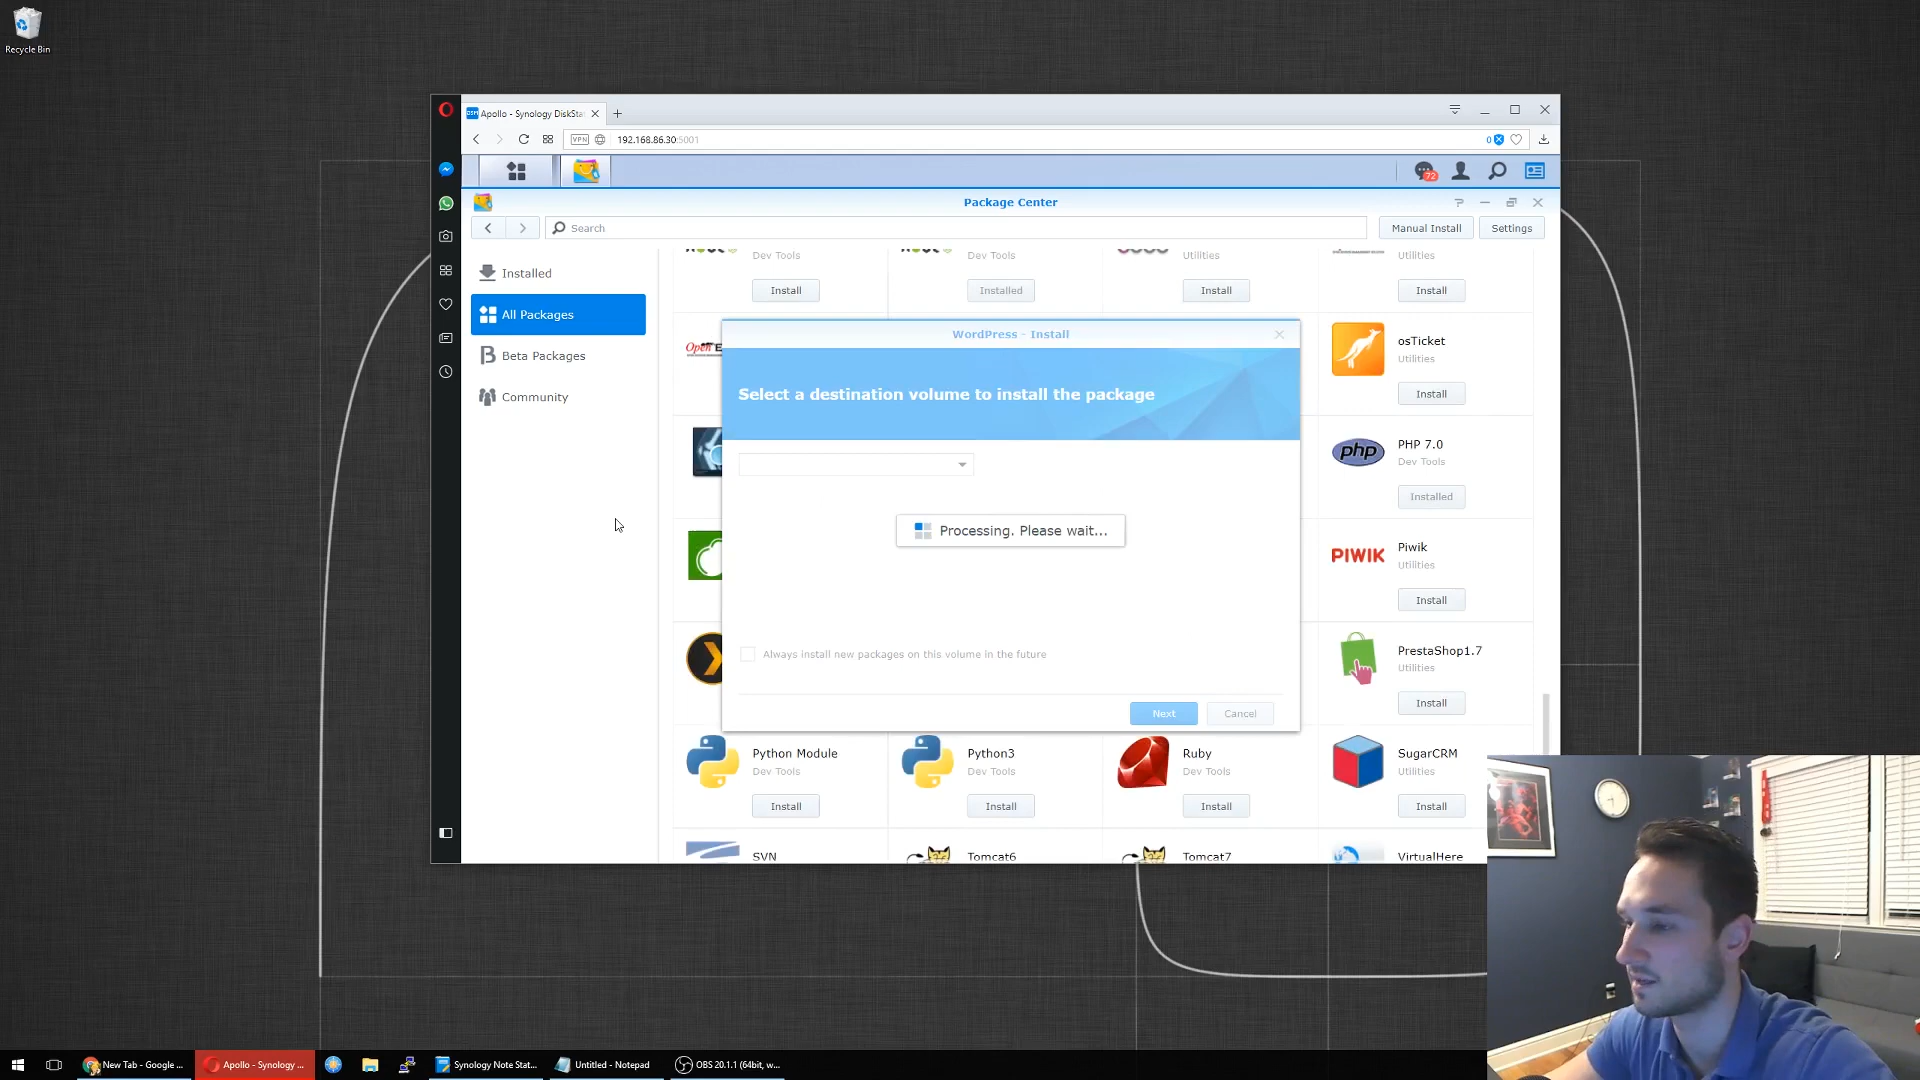 Recycle Bin
Apollo - Synology DiskSta
VPN
192.168.86.30:5001
0
72
Package Center
Search
Manual Install
Settings
Installed
All Packages
Beta Packages
Community
Dev Tools
Install
Dev Tools
Installed
Utilities
Install
Utilities
Install
WordPress - Install
Select a destination volume to install the package
Processing. Please wait...
Always install new packages on this volume in the future
Next
Cancel
Open E
osTicket
Utilities
Install
php
PHP 7.0
Dev Tools
Installed
PIWIK
Piwik
Utilities
Install
PrestaShop1.7
Utilities
Install
Python Module
Dev Tools
Install
Python3
Dev Tools
Install
Ruby
Dev Tools
Install
SugarCRM
Utilities
Install
SVN
Tomcat6
Tomcat7
VirtualHere
New Tab - Google ...
Apollo - Synology ...
Synology Note Stat...
Untitled - Notepad
OBS 20.1.1 (64bit, w...